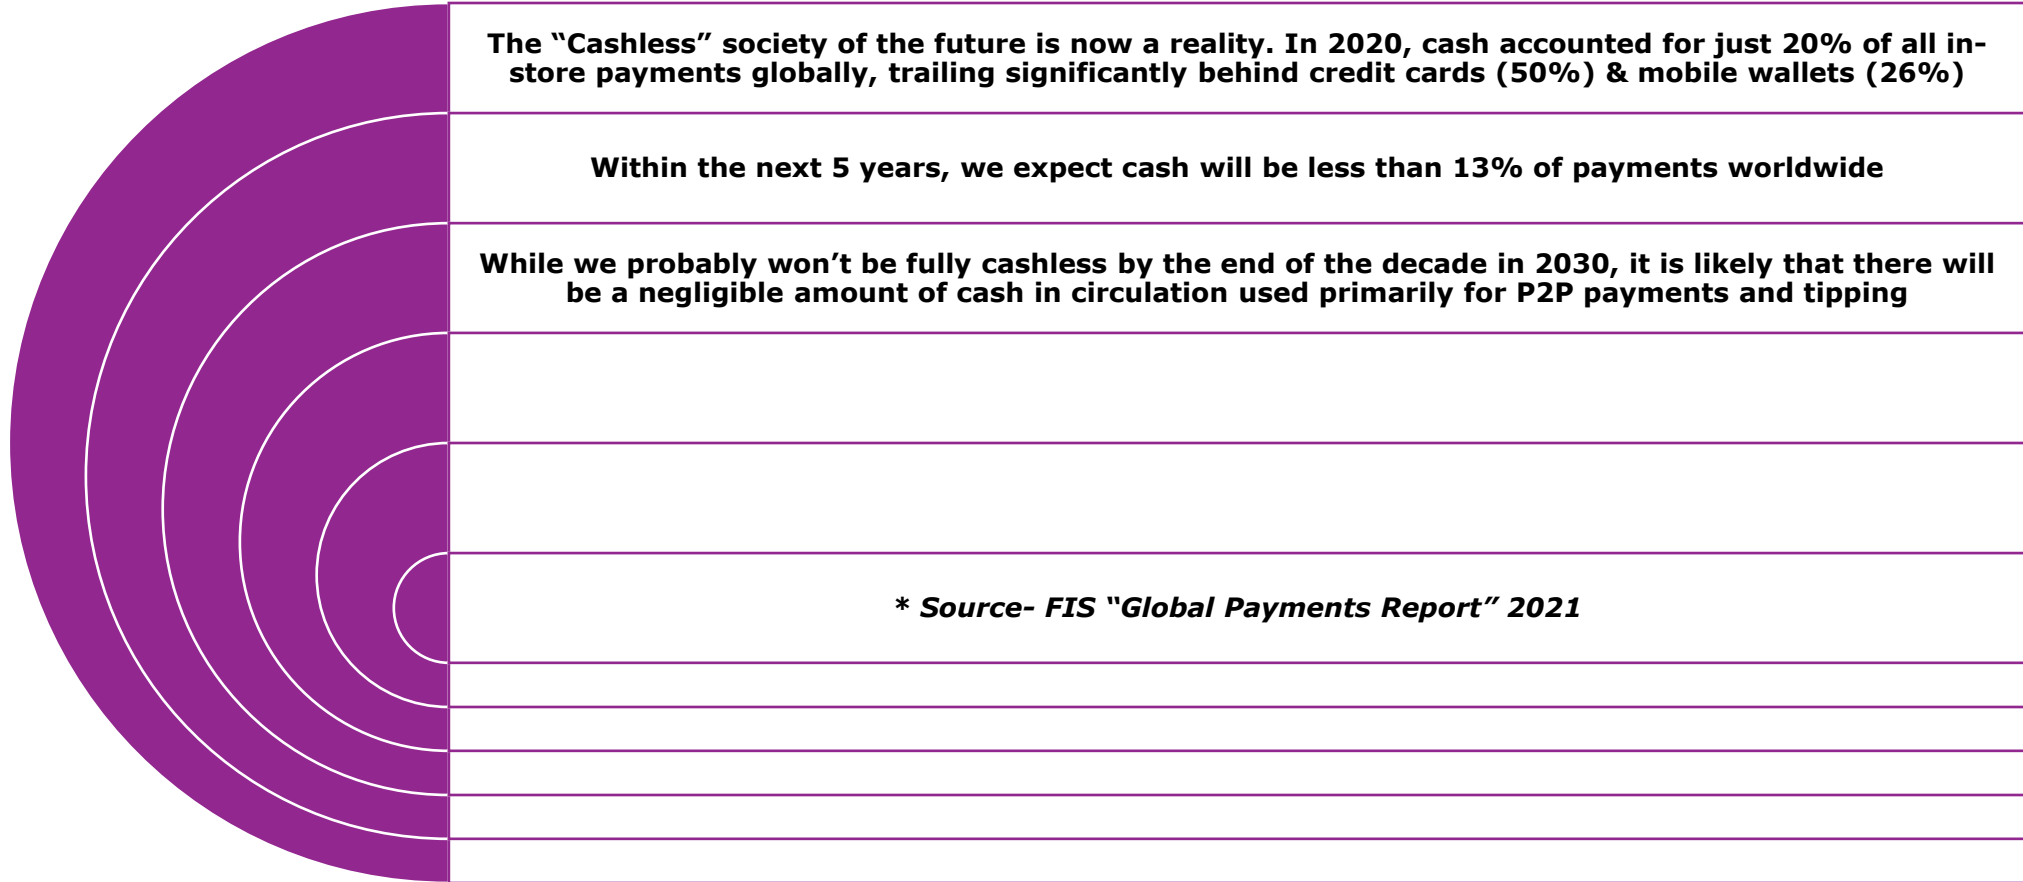 The “Cashless” society of the future is now a reality. In 2020, cash accounted for just 20% of all in-
store payments globally, trailing significantly behind credit cards (50%) & mobile wallets (26%)
Within the next 5 years, we expect cash will be less than 13% of payments worldwide
While we probably won’t be fully cashless by the end of the decade in 2030, it is likely that there will
be a negligible amount of cash in circulation used primarily for P2P payments and tipping
* Source- FIS “Global Payments Report” 2021